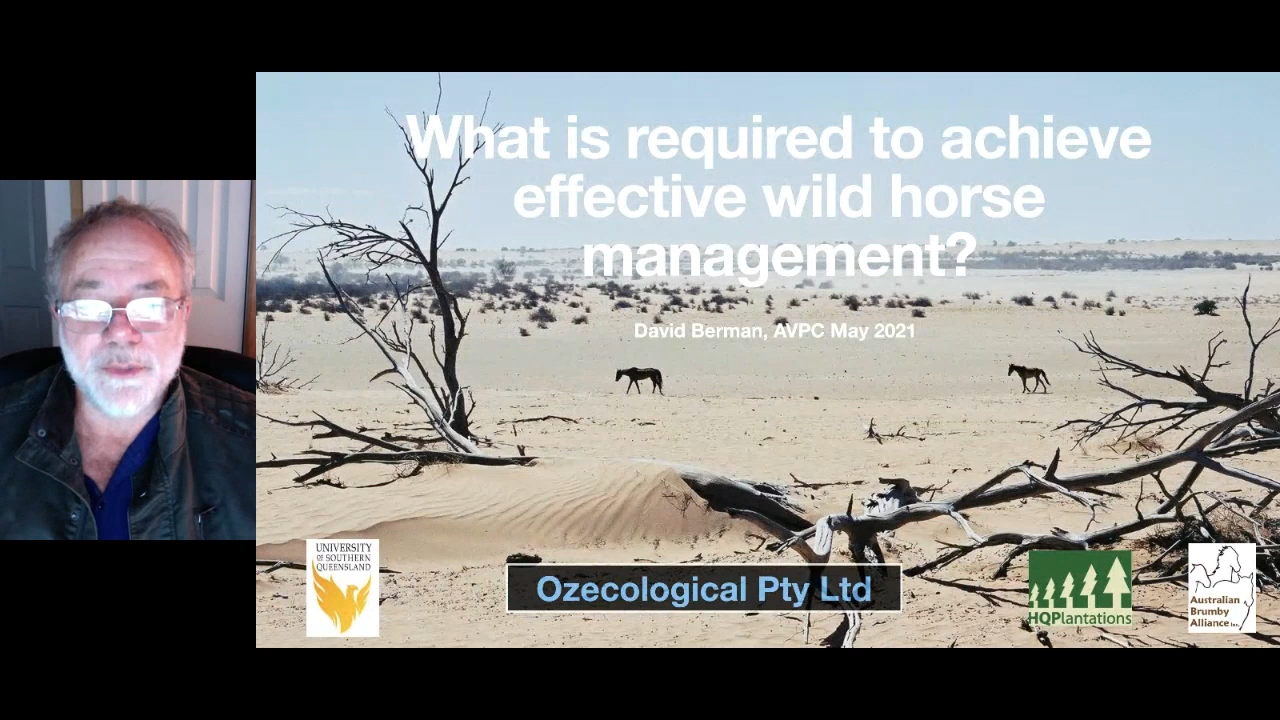 What is required to achieve
effective wild horse
management?
David Berman, AVPC May 2021
UNIVERSITY
OF SOUTHERN
QUEENSLAND
Ozecological Pty Ltd
HQPlantations
Australian
Brumby
Alliance Inc.